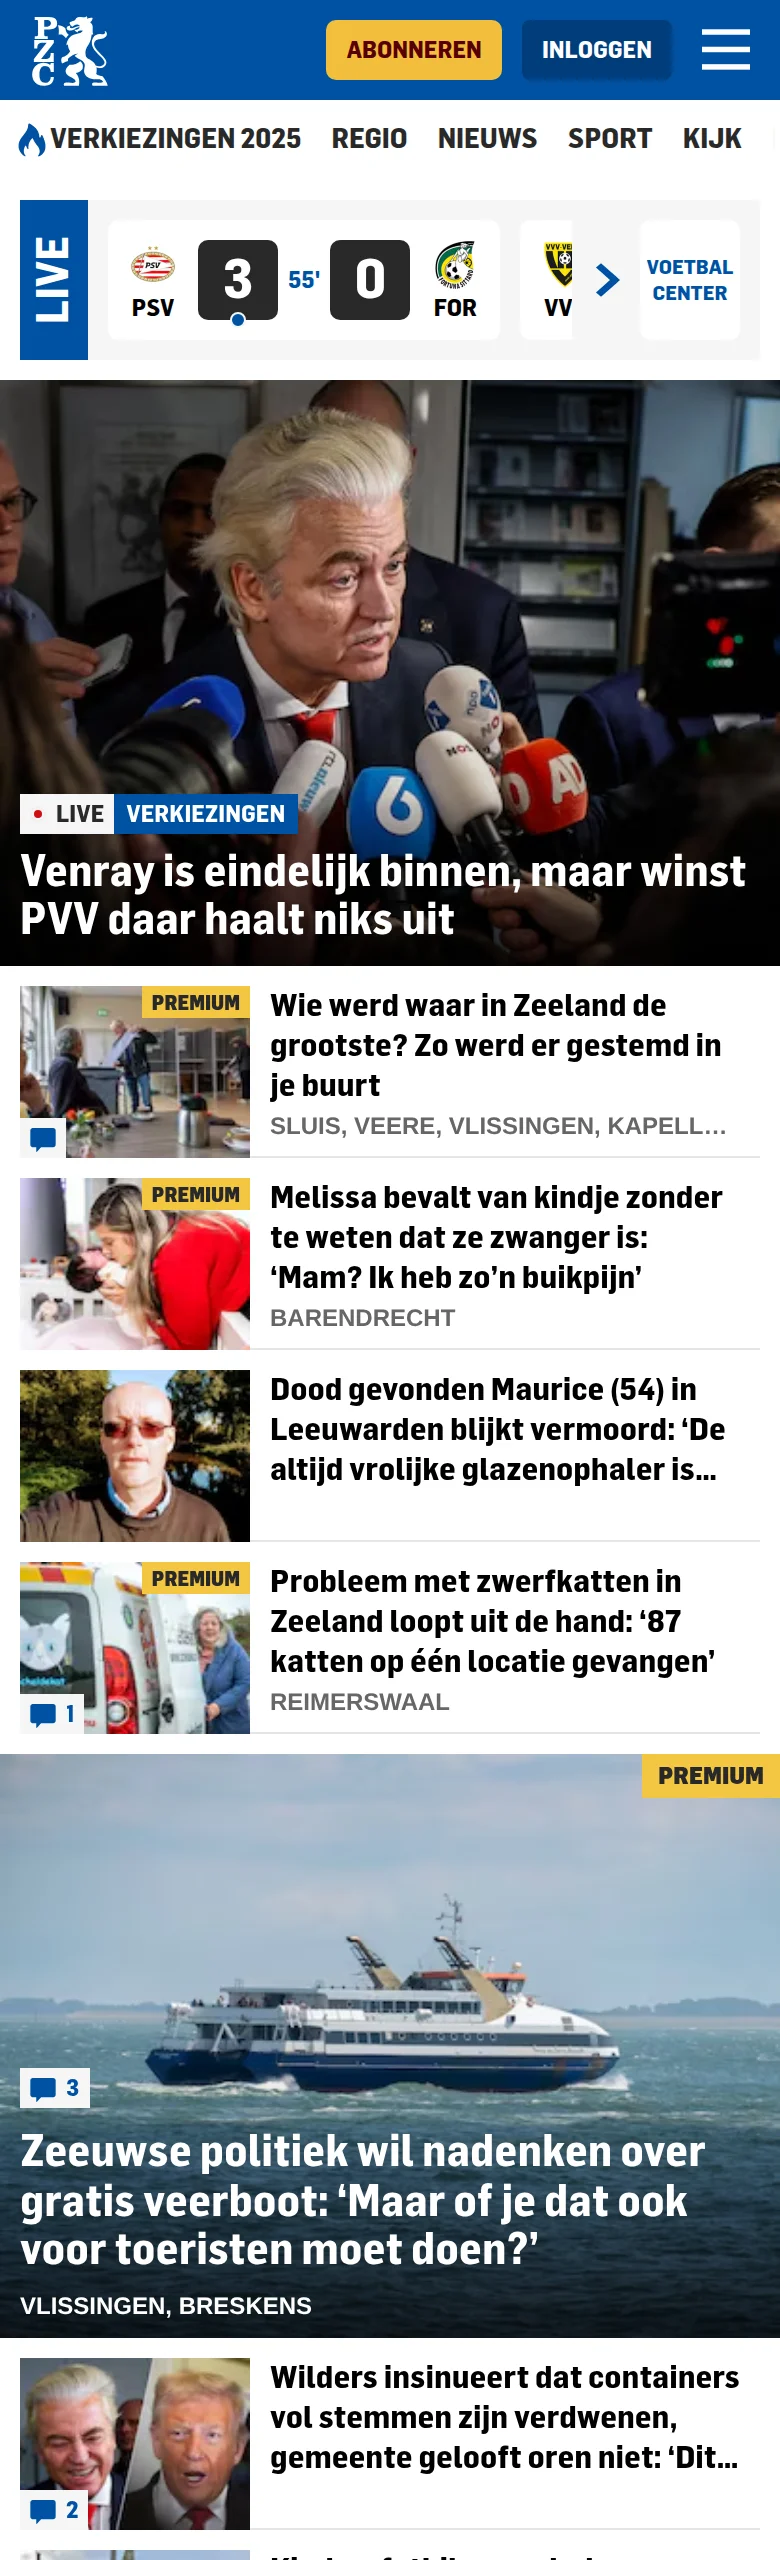 PZC
ABONNEREN
INLOGGEN
VERKIEZINGEN 2025
REGIO
NIEUWS
SPORT
KIJK
LIVE
PSV
3
55'
0
FOR
VV
VOETBAL
CENTER
LIVE
VERKIEZINGEN
Venray is eindelijk binnen, maar winst
PVV daar haalt niks uit
PREMIUM
Wie werd waar in Zeeland de
grootste? Zo werd er gestemd in
je buurt
SLUIS, VEERE, VLISSINGEN, KAPELL…
PREMIUM
Melissa bevalt van kindje zonder
te weten dat ze zwanger is:
‘Mam? Ik heb zo’n buikpijn’
BARENDRECHT
Dood gevonden Maurice (54) in
Leeuwarden blijkt vermoord: ‘De
altijd vrolijke glazenophaler is…
PREMIUM
1
Probleem met zwerfkatten in
Zeeland loopt uit de hand: ‘87
katten op één locatie gevangen’
REIMERSWAAL
PREMIUM
3
Zeeuwse politiek wil nadenken over
gratis veerboot: ‘Maar of je dat ook
voor toeristen moet doen?’
VLISSINGEN, BRESKENS
2
Wilders insinueert dat containers
vol stemmen zijn verdwenen,
gemeente gelooft oren niet: ‘Dit…